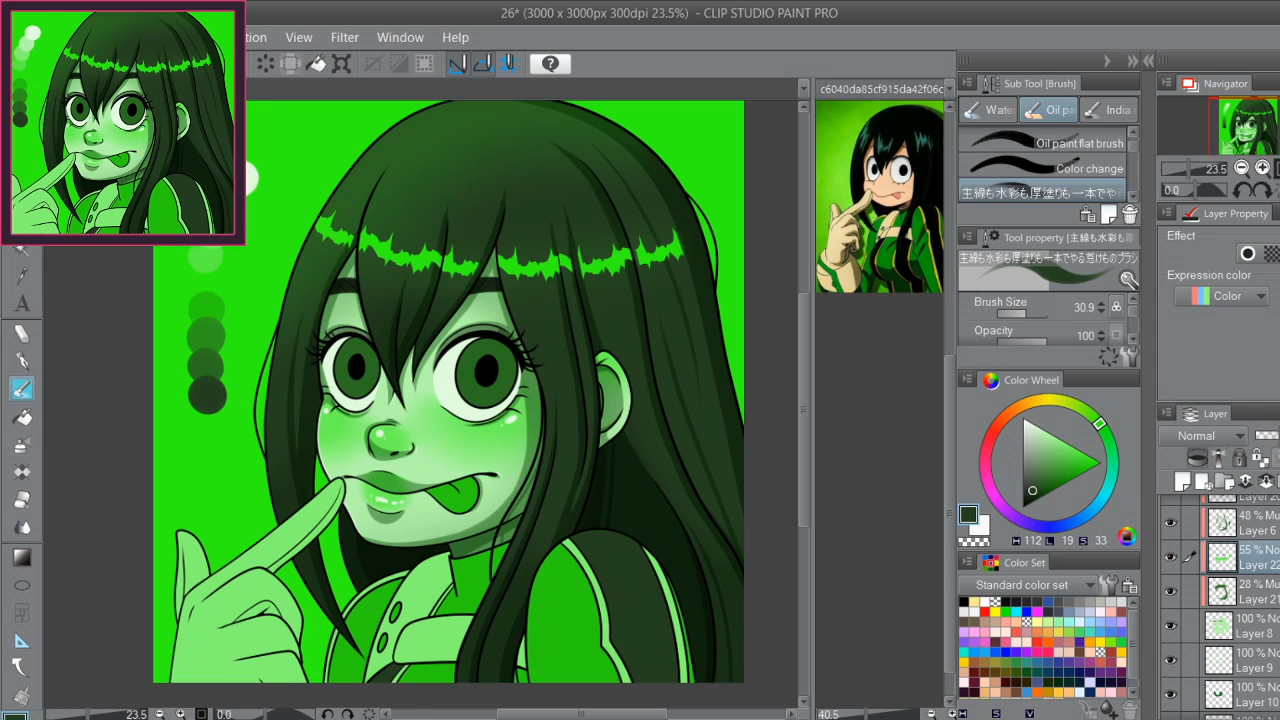 26* (3000 x 3000px 300dpi 23.5%) - CLIP STUDIO PAINT PRO
tion View Filter Window Help
c6040da85cf915da42f06c
Sub Tool [Brush]
Navigator
Wate Oil pa India
Oil paint flat brush
Color change
主線も水彩も厚塗りも一本でや
23.5
0.0
Tool property [主線も水彩も厚
主線も水彩も厚塗りも一本でやる怠けものブラシ
Brush Size 30.9
Opacity 100
Layer Property
Effect
Expression color
Color
Color Wheel
H 112 L 19 S 33
Layer
Normal
48 % Mu
Layer 6
55 % No
Layer 22
28 % Mu
Layer 21
100 % No
Layer 8
100 % No
Layer 9
100 % No
Layer 10
Color Set
Standard color set
23.5 0.0
40.5
H S V